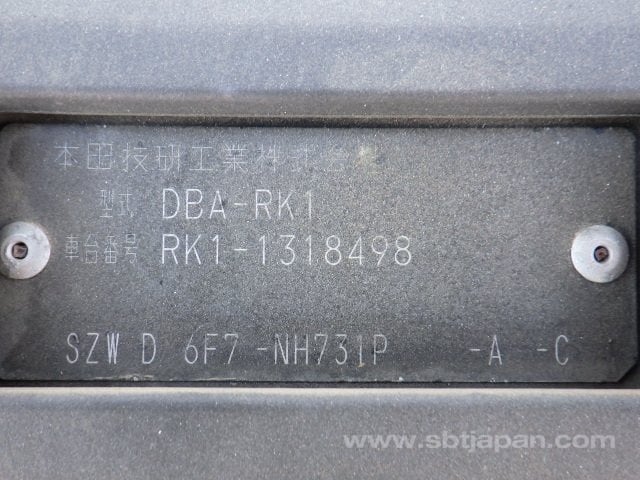 本田技研工業株式会社
型式 DBA-RK1
車台番号 RK1-1318498
SZW D 6F7 -NH731P -A -C
www.sbtjapan.com